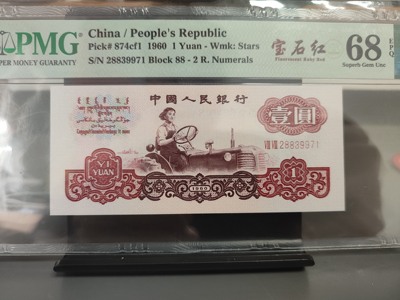 PMG
PAPER MONEY GUARANTY
China / People's Republic
Pick# 874cf1 1960 1 Yuan - Wmk: Stars
S/N 28839971 Block 88 - 2 R. Numerals
宝石红
Fluorescent Ruby Red
68 EPQ
Superb Gem Unc
中國人民銀行
壹圓
ⅧⅧ 28839971
YI
YUAN
1960
1